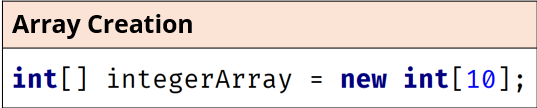 Array Creation
int[] integerArray = new int[10];